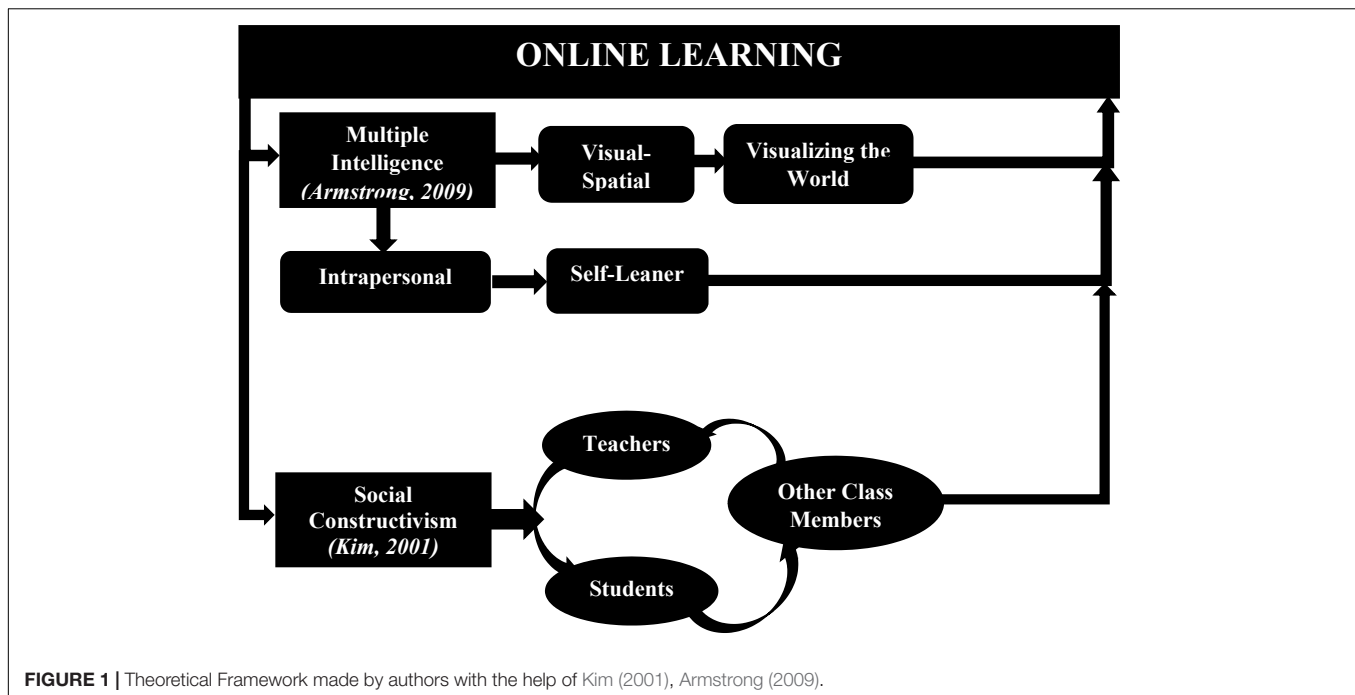 ONLINE LEARNING
Multiple
Intelligence
(Armstrong, 2009)
Visual-
Spatial
Visualizing the
World
Intrapersonal
Self-Leaner
Social
Constructivism
(Kim, 2001)
Teachers
Other Class
Members
Students
FIGURE 1 | Theoretical Framework made by authors with the help of Kim (2001), Armstrong (2009).